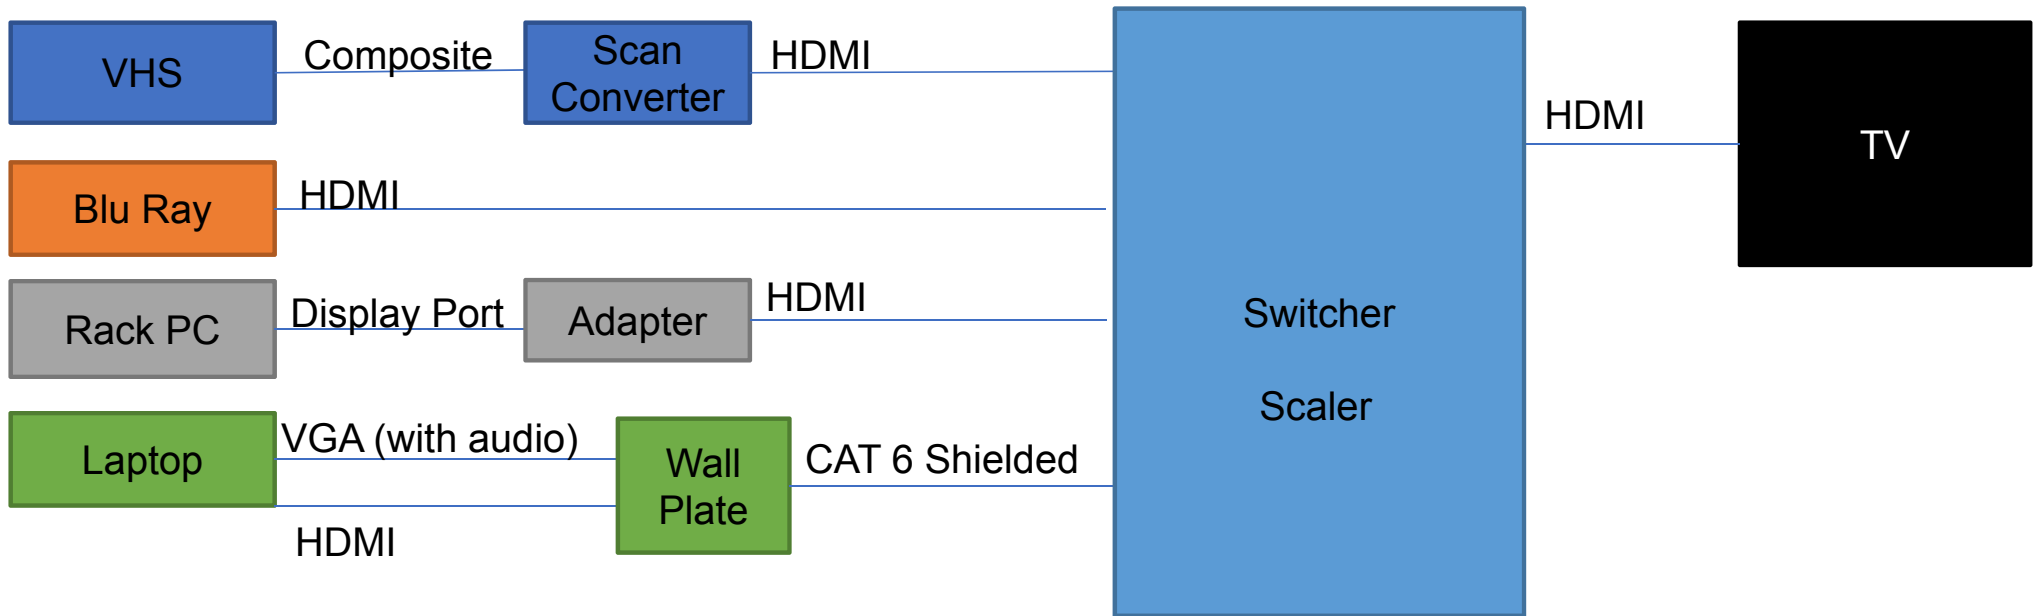 VHS
Composite
Scan
Converter
HDMI
HDMI
TV
Blu Ray
HDMI
Rack PC
Display Port
Adapter
HDMI
Switcher
Scaler
Laptop
VGA (with audio)
HDMI
Wall
Plate
CAT 6 Shielded